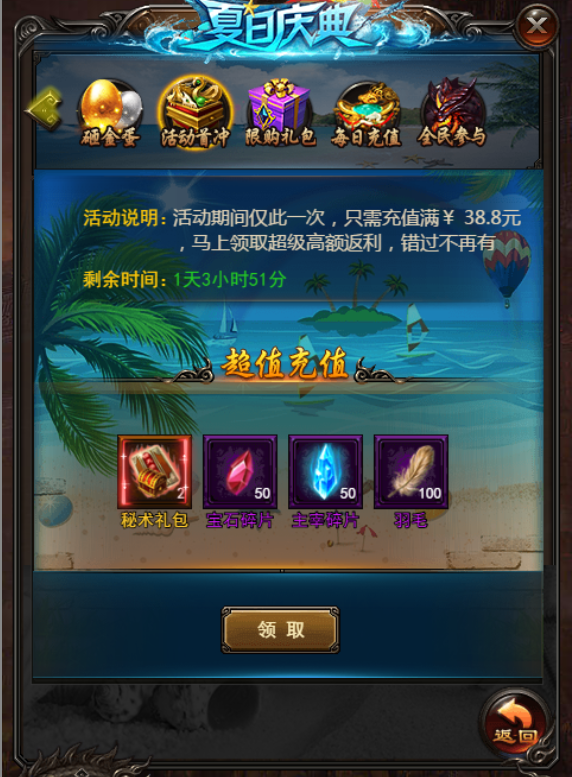 夏日庆典
砸金蛋 活动首冲 限购礼包 每日充值 全民参与
活动说明：活动期间仅此一次，只需充值满￥ 38.8元
，马上领取超级高额返利，错过不再有
剩余时间：1天3小时51分
超值充值
2 50 50 100
秘术礼包 宝石碎片 主宰碎片 羽毛
领 取
返回